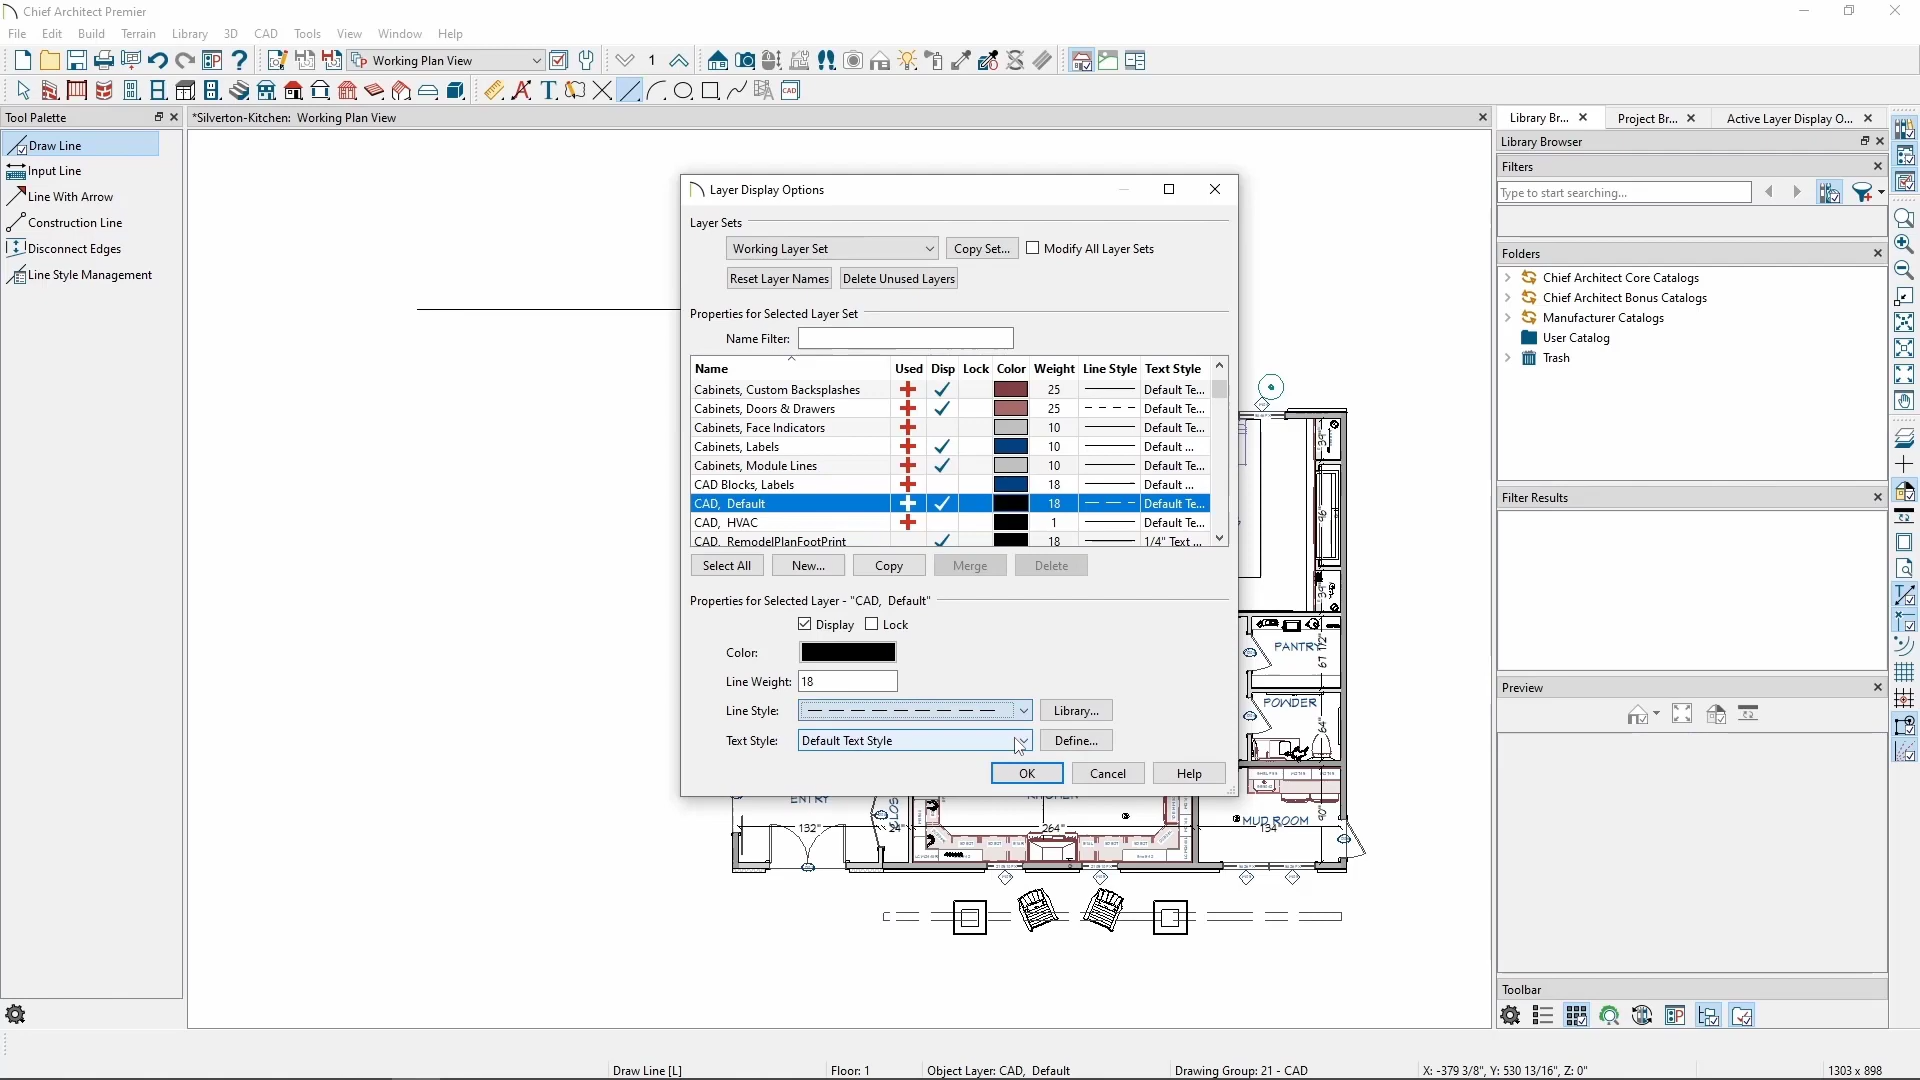 Chief Architect Premier
File Edit Build Terrain Library 3D CAD Tools View Window Help
Working Plan View 1
Tool Palette
*Silverton-Kitchen: Working Plan View
Draw Line
Input Line
Line With Arrow
Construction Line
Disconnect Edges
Line Style Management
Layer Display Options
Layer Sets
Working Layer Set Copy Set... Modify All Layer Sets
Reset Layer Names Delete Unused Layers
Properties for Selected Layer Set
Name Filter:
Name Used Disp Lock Color Weight Line Style Text Style
Cabinets, Custom Backsplashes 25 Default Te...
Cabinets, Doors & Drawers 25 Default Te...
Cabinets, Face Indicators 10 Default Te...
Cabinets, Labels 10 Default ...
Cabinets, Module Lines 10 Default Te...
CAD Blocks, Labels 18 Default ...
CAD, Default 18 Default Te...
CAD, HVAC 1 Default Te...
CAD, RemodelPlanFootPrint 18 1/4" Text ...
Select All New... Copy Merge Delete
Properties for Selected Layer - "CAD, Default"
Display Lock
Color:
Line Weight: 18
Line Style: Library...
Text Style: Default Text Style Define...
OK Cancel Help
39"
96"
39"
PANTRY
67 1/2"
POWDER
64"
ENTRY
CLOS
KITCHEN
MUD ROOM
90"
132" 24" 264" 134"
Library Br... Project Br... Active Layer Display O...
Library Browser
Filters
Type to start searching...
Folders
Chief Architect Core Catalogs
Chief Architect Bonus Catalogs
Manufacturer Catalogs
User Catalog
Trash
Filter Results
Preview
Toolbar
Draw Line [L] Floor: 1 Object Layer: CAD, Default Drawing Group: 21 - CAD X: -379 3/8", Y: 530 13/16", Z: 0" 1303 x 898